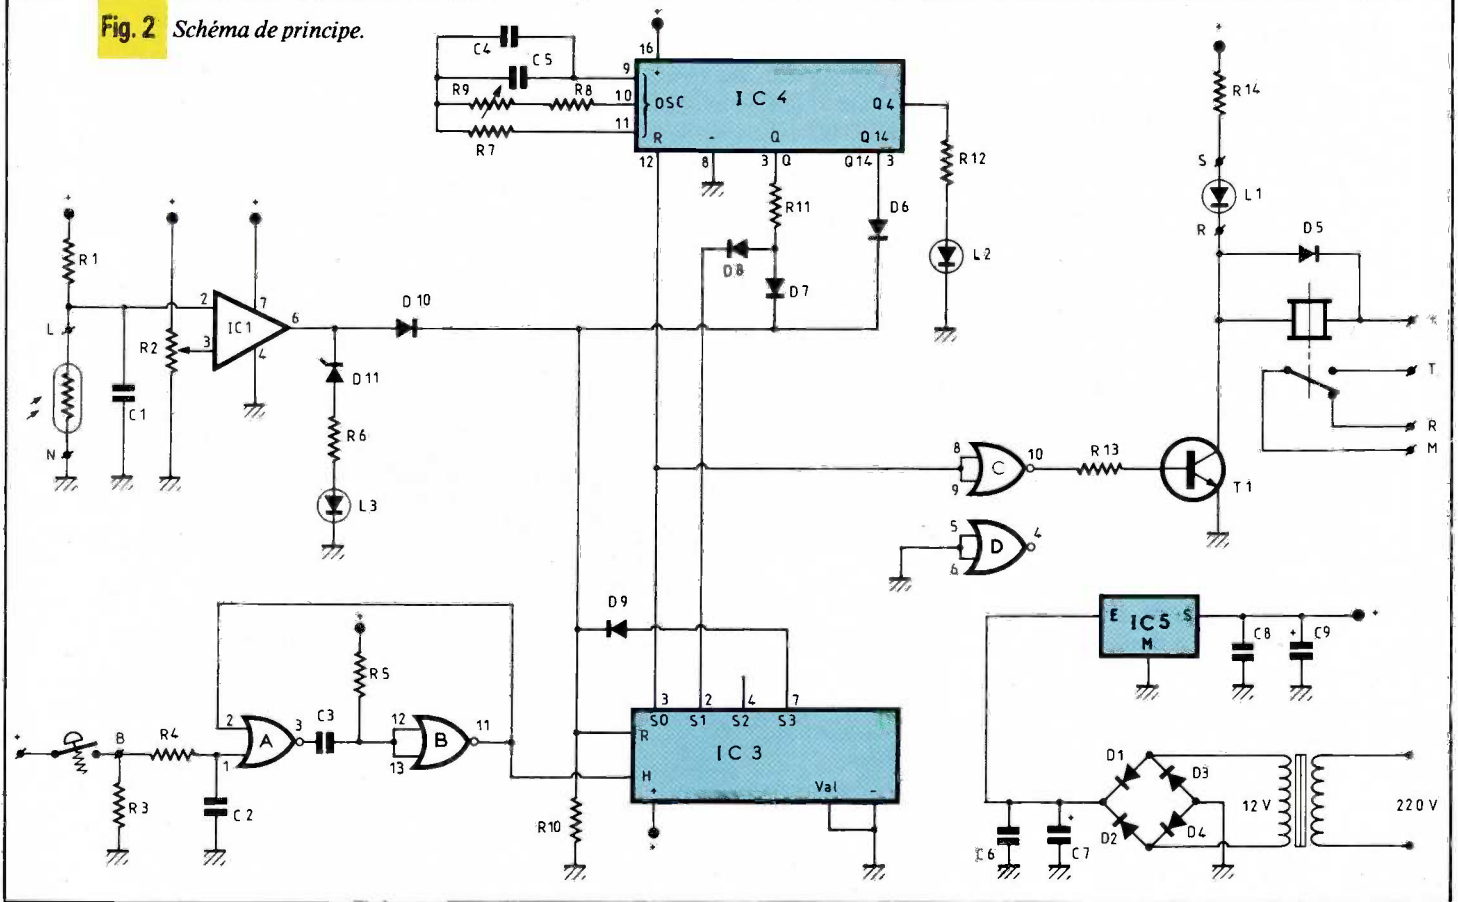 Fig. 2 Schéma de principe.
+
C4
16
C5
9
+
R9
R8
10
OSC
IC4
Q4
R7
11
R
-
Q
Q14
12
8
3
Q
Q14
3
R12
R11
D6
D8
D7
L2
+
R14
S
L1
R
D5
+
+
+
R1
L
2
7
IC1
6
D10
R2
3
4
D11
C1
R6
N
L3
T
R
M
8
C
10
R13
9
T1
5
D
4
6
D9
+
R5
E
IC5
S
M
+
C8
+
C9
3
2
4
7
S0
S1
S2
S3
R
IC3
H
+
Val
-
+
2
A
3
C3
12
B
11
13
+
B
R4
1
R3
C2
R10
+
C6
+
C7
D1
D3
D2
D4
12V
220V